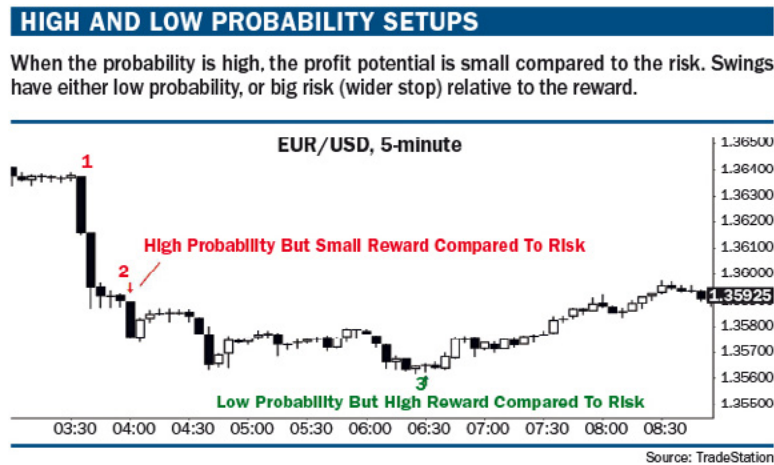 HIGH AND LOW PROBABILITY SETUPS
When the probability is high, the profit potential is small compared to the risk. Swings
have either low probability, or big risk (wider stop) relative to the reward.
EUR/USD, 5-minute
1.36500
1
1.36400
1.36300
1.36200
High Probability But Small Reward Compared To Risk
1.36100
2
1.36000
1.35925
1.35800
1.35700
1.35600
3
Low Probability But High Reward Compared To Risk
1.35500
03:30 04:00 04:30 05:00 05:30 06:00 06:30 07:00 07:30 08:00 08:30
Source: TradeStation